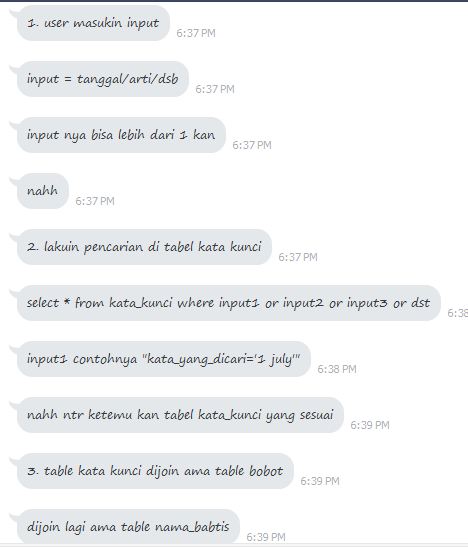 1. user masukin input
6:37 PM
input = tanggal/arti/dsb
6:37 PM
input nya bisa lebih dari 1 kan
6:37 PM
nahh
6:37 PM
2. lakuin pencarian di tabel kata kunci
6:37 PM
select * from kata_kunci where input1 or input2 or input3 or dst
6:38
input1 contohnya "kata_yang_dicari='1 july'"
6:38 PM
nahh ntr ketemu kan tabel kata_kunci yang sesuai
6:39 PM
3. table kata kunci dijoin ama table bobot
6:39 PM
dijoin lagi ama table nama_babtis
6:39 PM